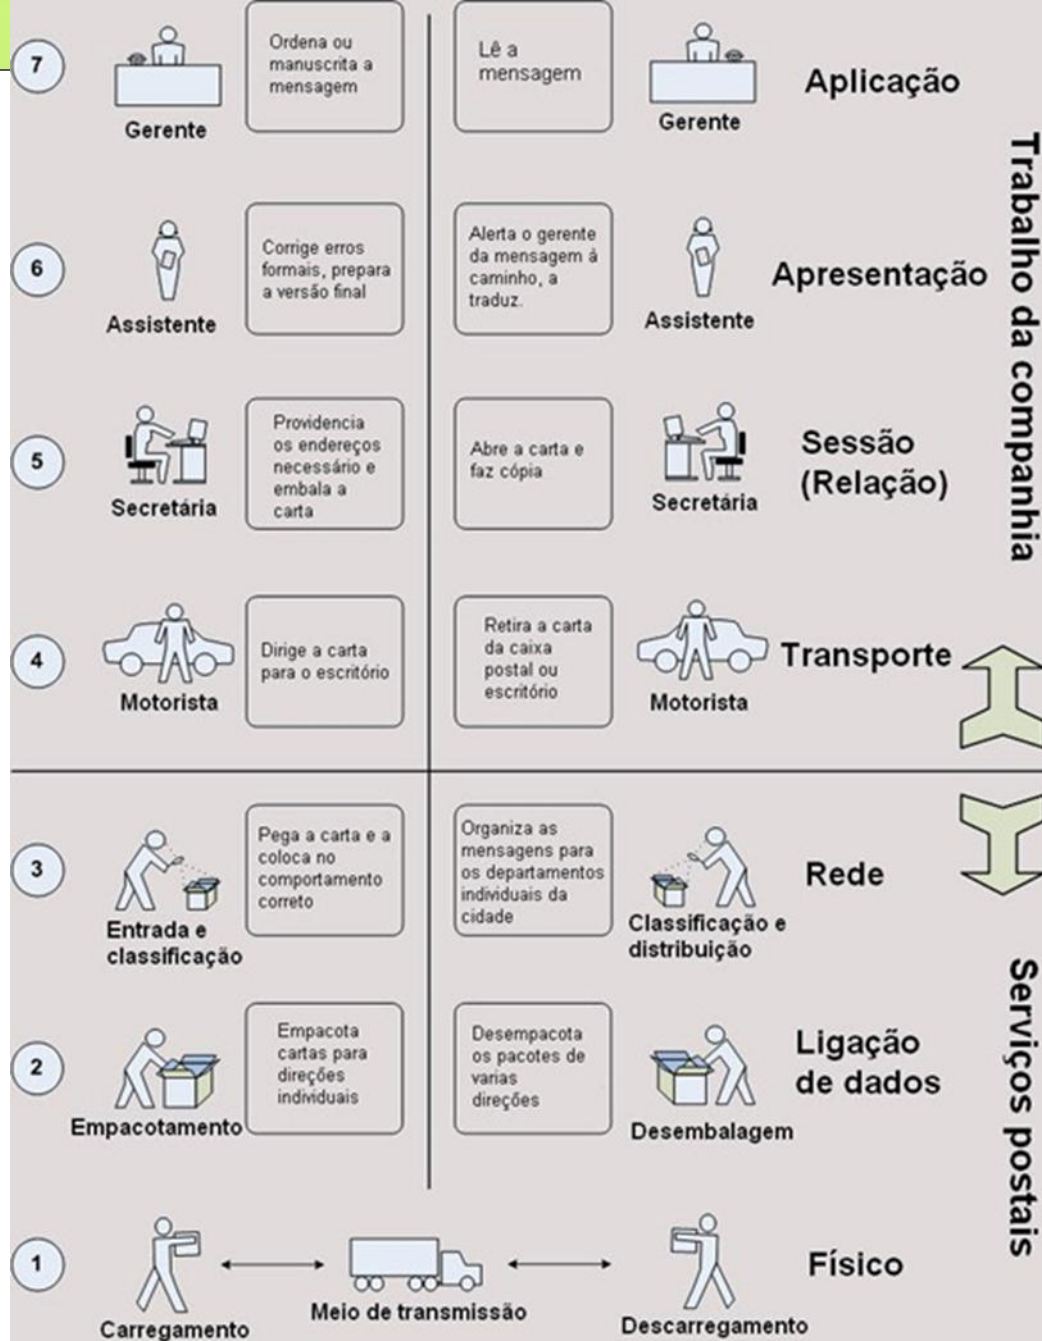 7
Gerente
Ordena ou
manuscrita a
mensagem
Lê a
mensagem
Gerente
Aplicação
6
Assistente
Corrige erros
formais, prepara
a versão final
Alerta o gerente
da mensagem á
caminho, a
traduz.
Assistente
Apresentação
5
Secretária
Providencia
os endereços
necessário e
embala a
carta
Abre a carta e
faz cópia
Secretária
Sessão
(Relação)
4
Motorista
Dirige a carta
para o escritório
Retira a carta
da caixa
postal ou
escritório
Motorista
Transporte
Trabalho da companhia
3
Entrada e
classificação
Pega a carta e a
coloca no
comportamento
correto
Organiza as
mensagens para
os departamentos
individuais da
cidade
Classificação e
distribuição
Rede
2
Empacotamento
Empacota
cartas para
direções
individuais
Desempacota
os pacotes de
varias
direções
Desembalagem
Ligação
de dados
1
Carregamento
Meio de transmissão
Descarregamento
Físico
Serviços postais